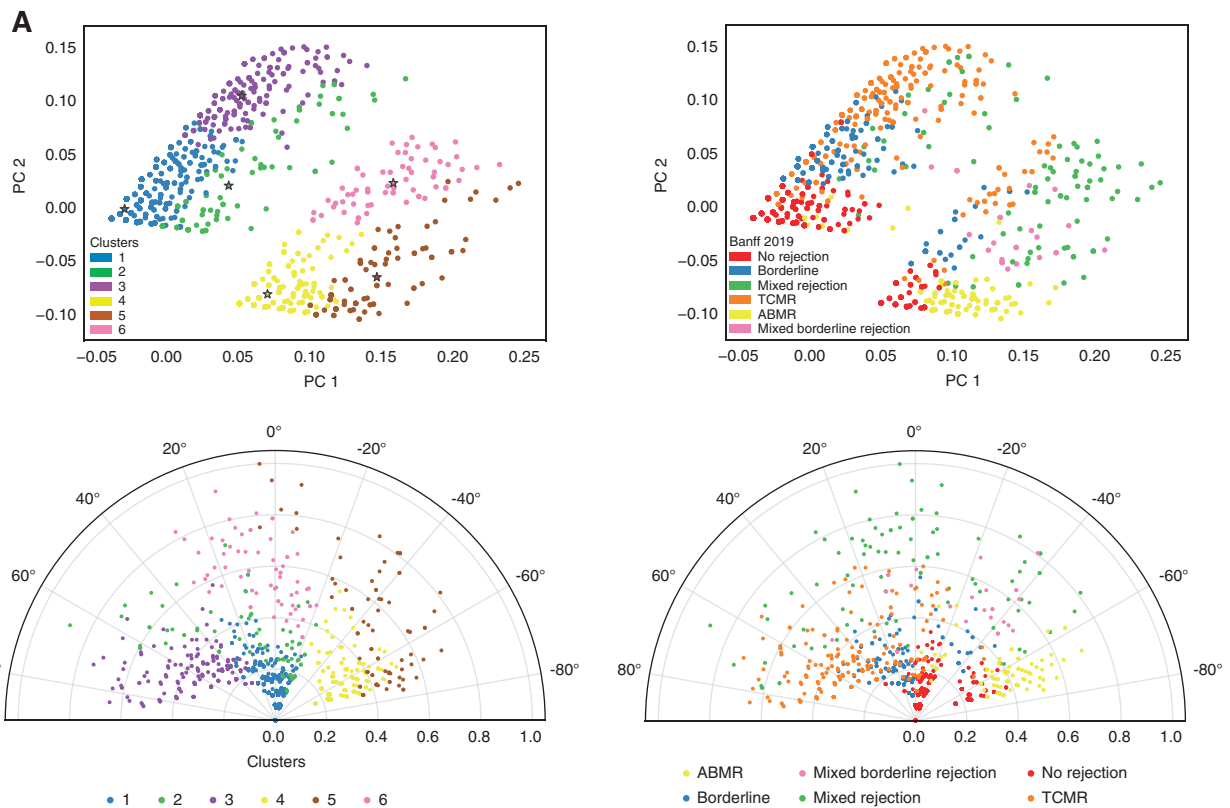 A
0.15
0.10
0.05
0.00
−0.05
−0.10
PC 2
Clusters
1
2
3
4
5
6
−0.05 0.00 0.05 0.10 0.15 0.20 0.25
PC 1
0.15
0.10
0.05
0.00
−0.05
−0.10
PC 2
Banff 2019
No rejection
Borderline
Mixed rejection
TCMR
ABMR
Mixed borderline rejection
−0.05 0.00 0.05 0.10 0.15 0.20 0.25
PC 1
0°
20° -20°
40° -40°
60° -60°
-80°
0.0 0.2 0.4 0.6 0.8 1.0
Clusters
1 2 3 4 5 6
0°
20° -20°
40° -40°
60° -60°
80° -80°
0.0 0.2 0.4 0.6 0.8 1.0
ABMR Mixed borderline rejection No rejection
Borderline Mixed rejection TCMR